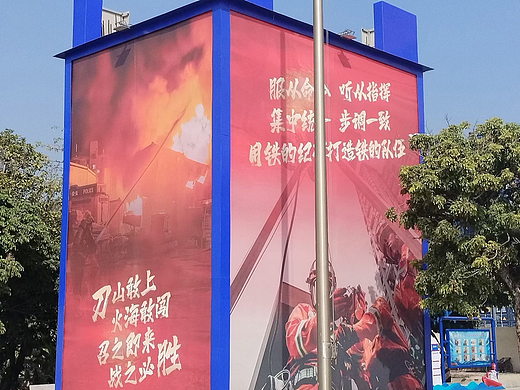 刀山敢上
火海敢闯
召之即来
战之必胜
服从命令 听从指挥
集中统一 步调一致
用铁的纪律打造铁的队伍
POLICE